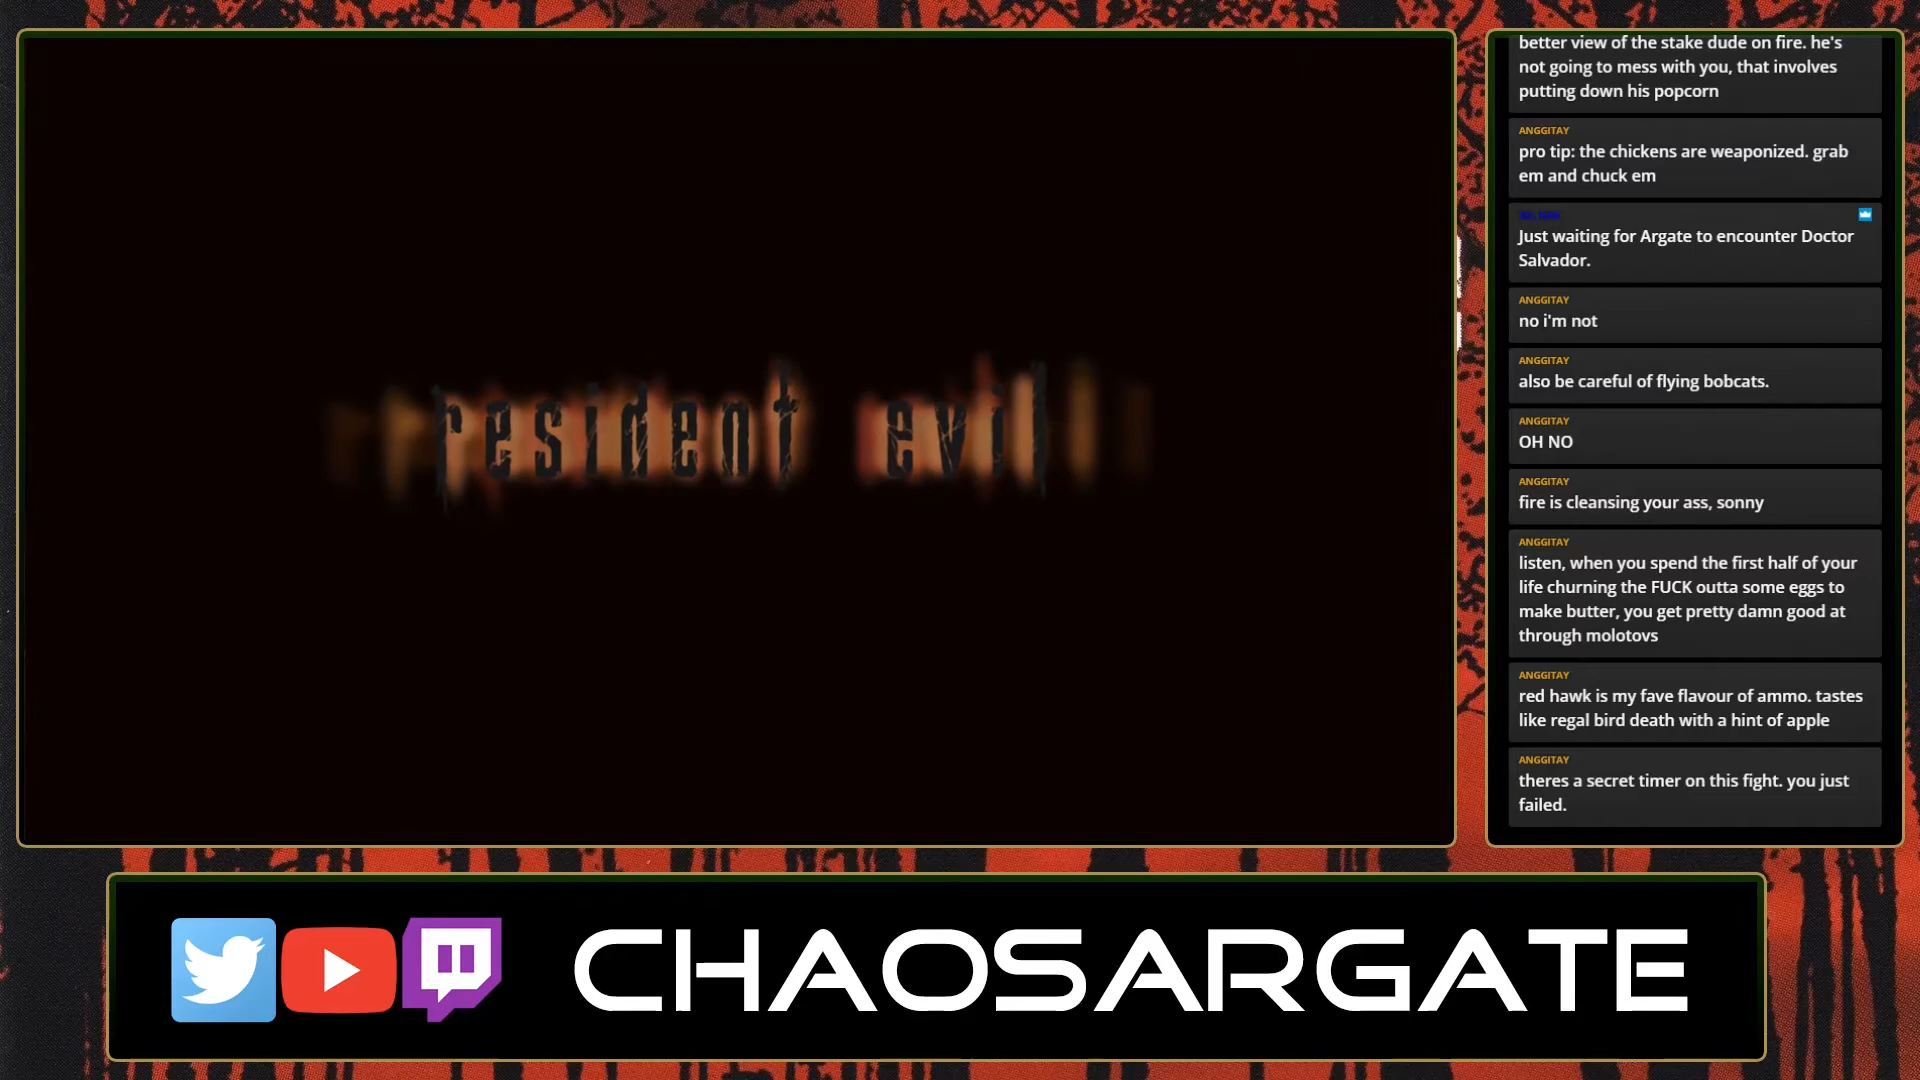 resident evil
better view of the stake dude on fire. he's
not going to mess with you, that involves
putting down his popcorn
ANGGITAY
pro tip: the chickens are weaponized. grab
em and chuck em
Just waiting for Argate to encounter Doctor
Salvador.
ANGGITAY
no i'm not
ANGGITAY
also be careful of flying bobcats.
ANGGITAY
OH NO
ANGGITAY
fire is cleansing your ass, sonny
ANGGITAY
listen, when you spend the first half of your
life churning the FUCK outta some eggs to
make butter, you get pretty damn good at
through molotovs
ANGGITAY
red hawk is my fave flavour of ammo. tastes
like regal bird death with a hint of apple
ANGGITAY
theres a secret timer on this fight. you just
failed.
CHAOSARGATE